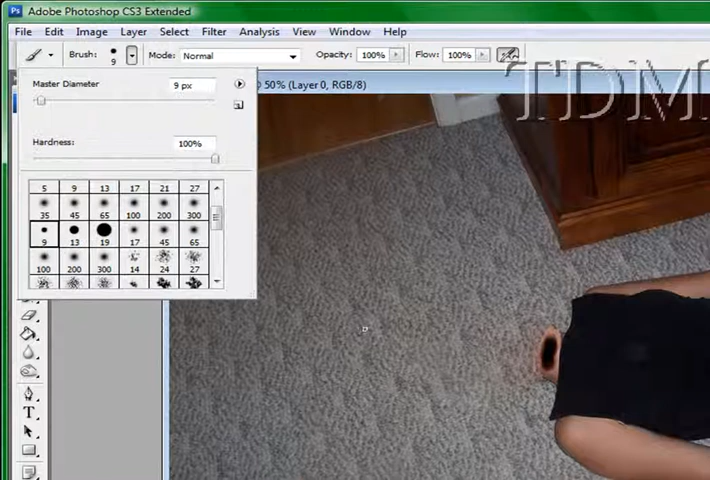 Ps Adobe Photoshop CS3 Extended
File Edit Image Layer Select Filter Analysis View Window Help
Brush: 9 Mode: Normal Opacity: 100% Flow: 100%
50% (Layer 0, RGB/8)
TDM
Master Diameter 9 px
Hardness: 100%
5 9 13 17 21 27
35 45 65 100 200 300
9 13 19 17 45 65
100 200 300 14 24 27
T